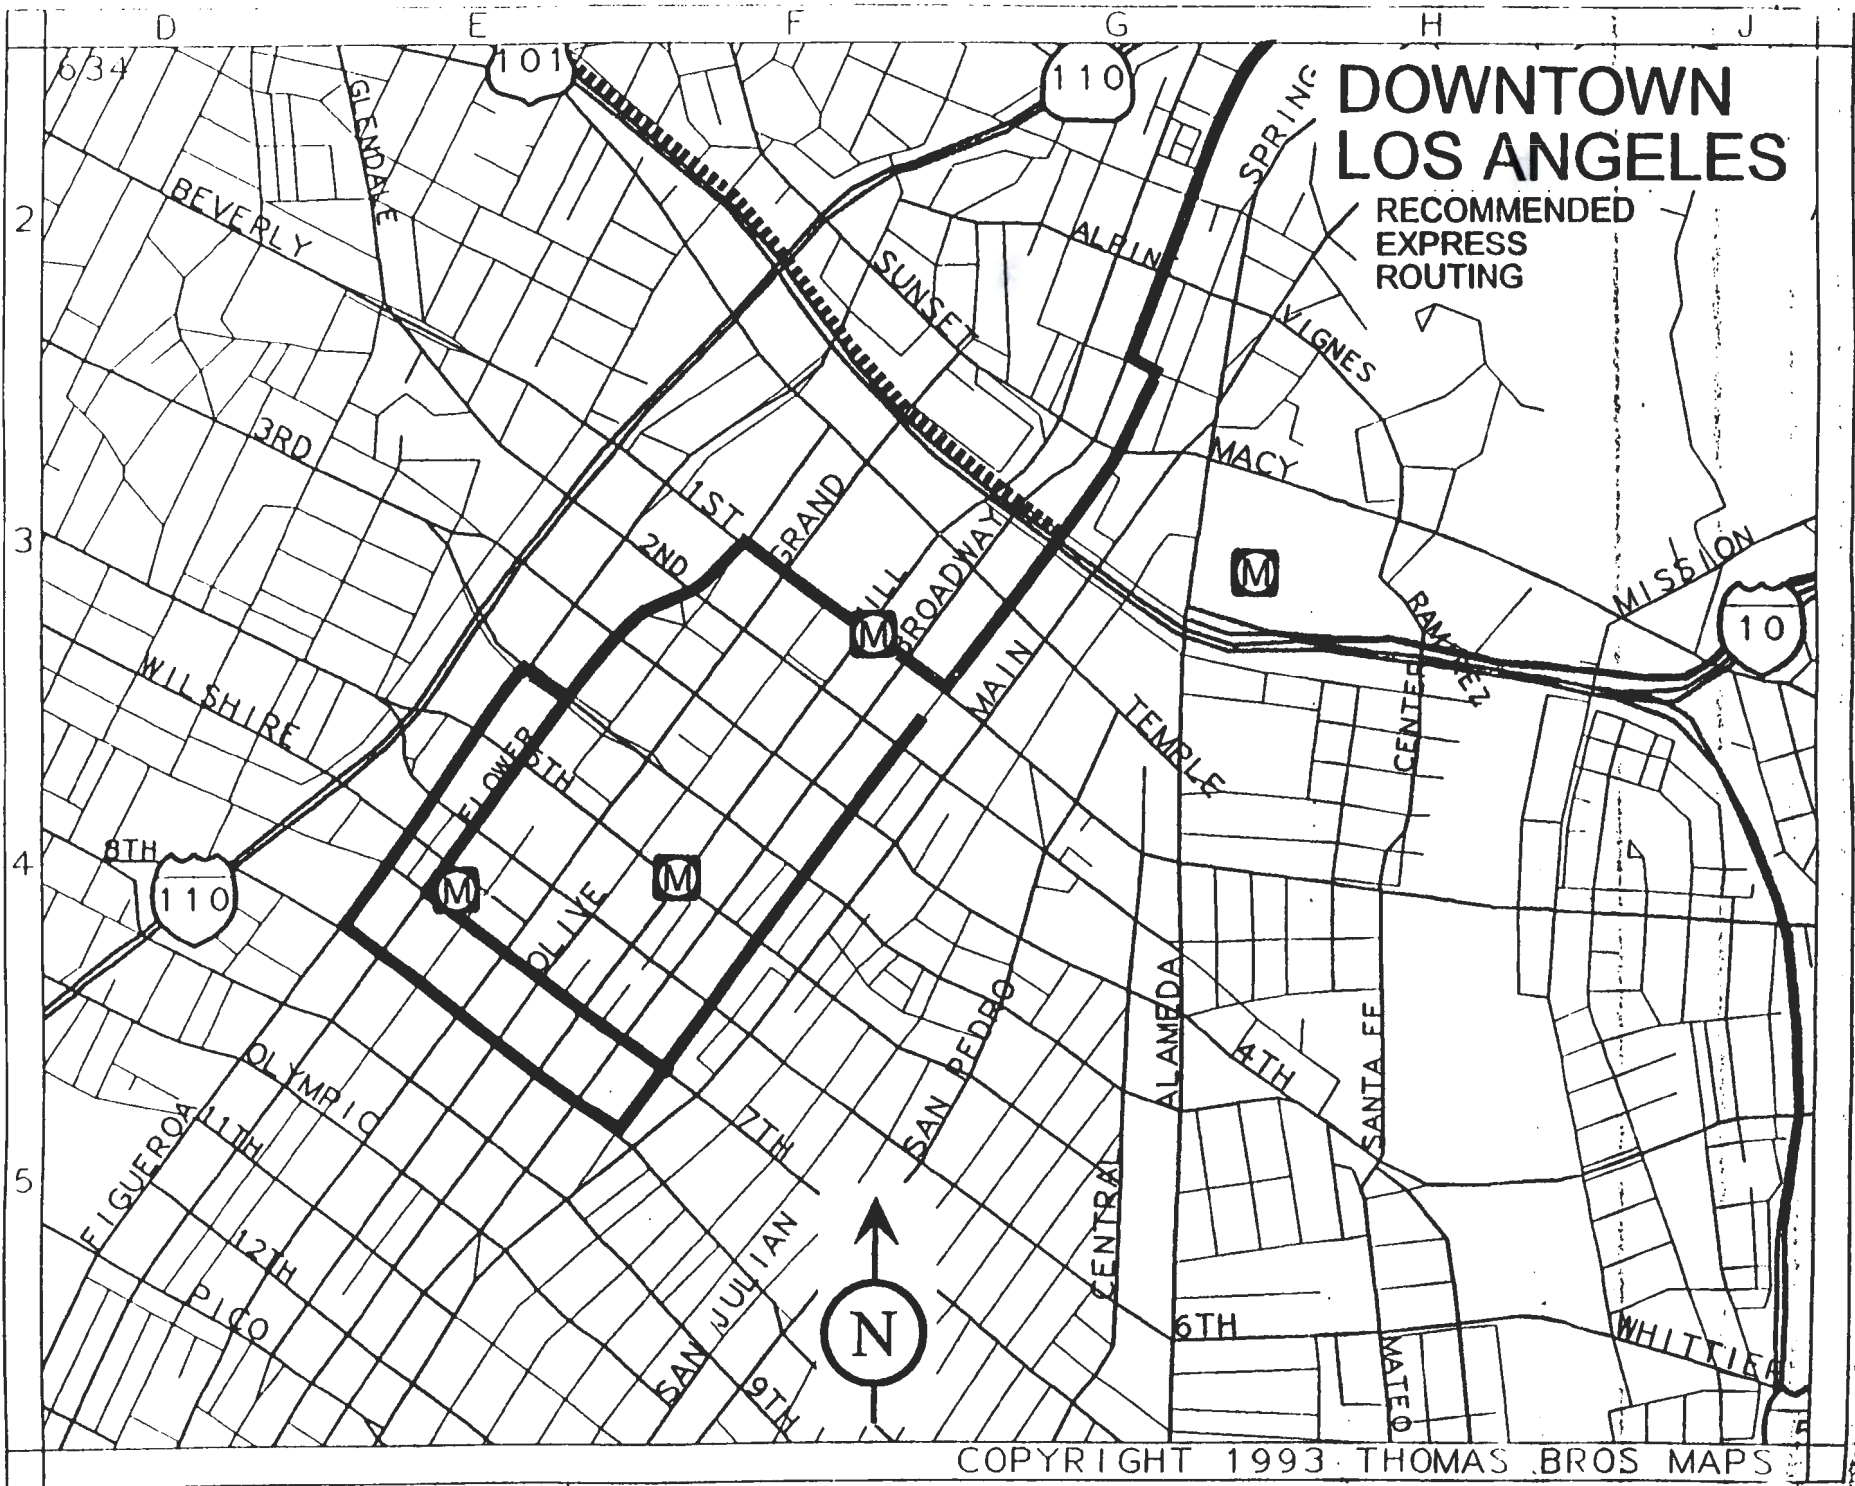 D E F G H J
634
101
110
DOWNTOWN
LOS ANGELES
RECOMMENDED
EXPRESS
ROUTING
GLENDALE
SPRING
2
BEVERLY
ALPINE
SUNSET
VIGNES
3RD
MACY
1ST
GRAND
3
2ND
BROADWAY
MISSION
M
HILL
M
RAMIREZ
10
WILSHIRE
MAIN
TEMPLE
CENTER
FLOWER
5TH
8TH
4
110
M
M
OLIVE
SAN PEDRO
ALAMEDA
4TH
SANTA FE
OLYMPIC
7TH
FIGUEROA
11TH
5
CENTRAL
12TH
PICO
SAN JULIAN
N
6TH
WHITTIER
MATEO
9TH
5
COPYRIGHT 1993 THOMAS BROS MAPS